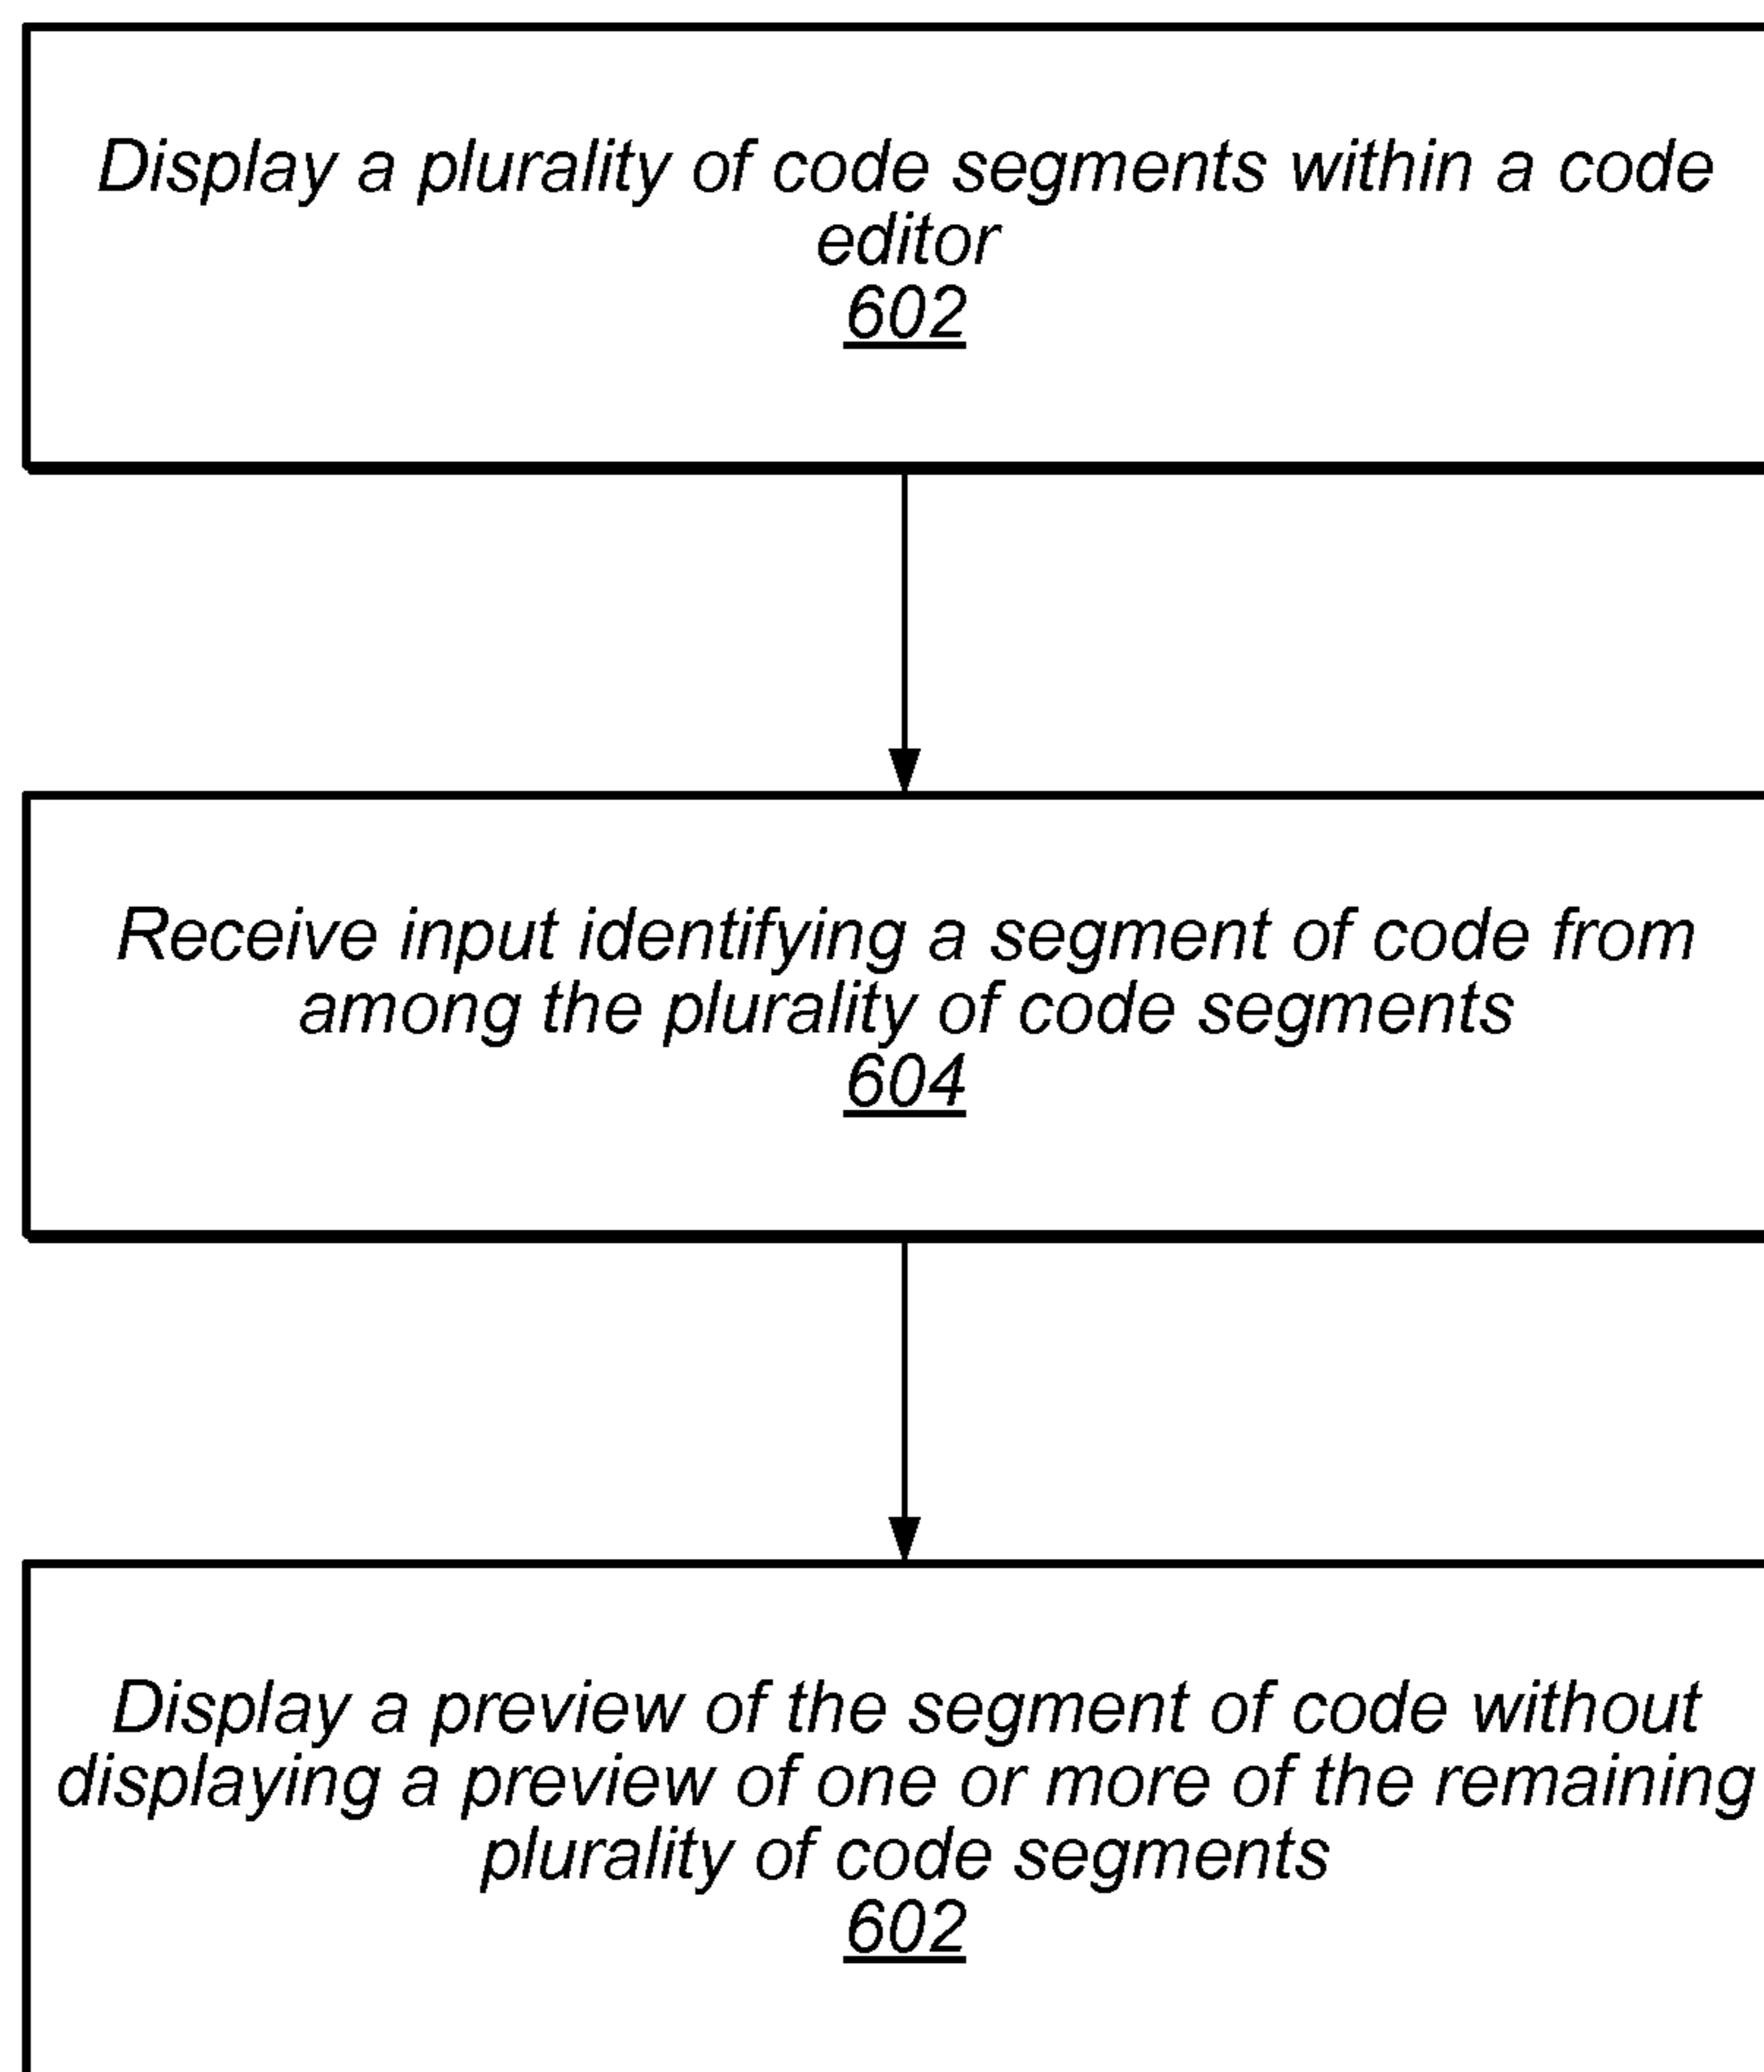 Display a plurality of code segments within a code
editor
602
Receive input identifying a segment of code from
among the plurality of code segments
604
Display a preview of the segment of code without
displaying a preview of one or more of the remaining
plurality of code segments
602